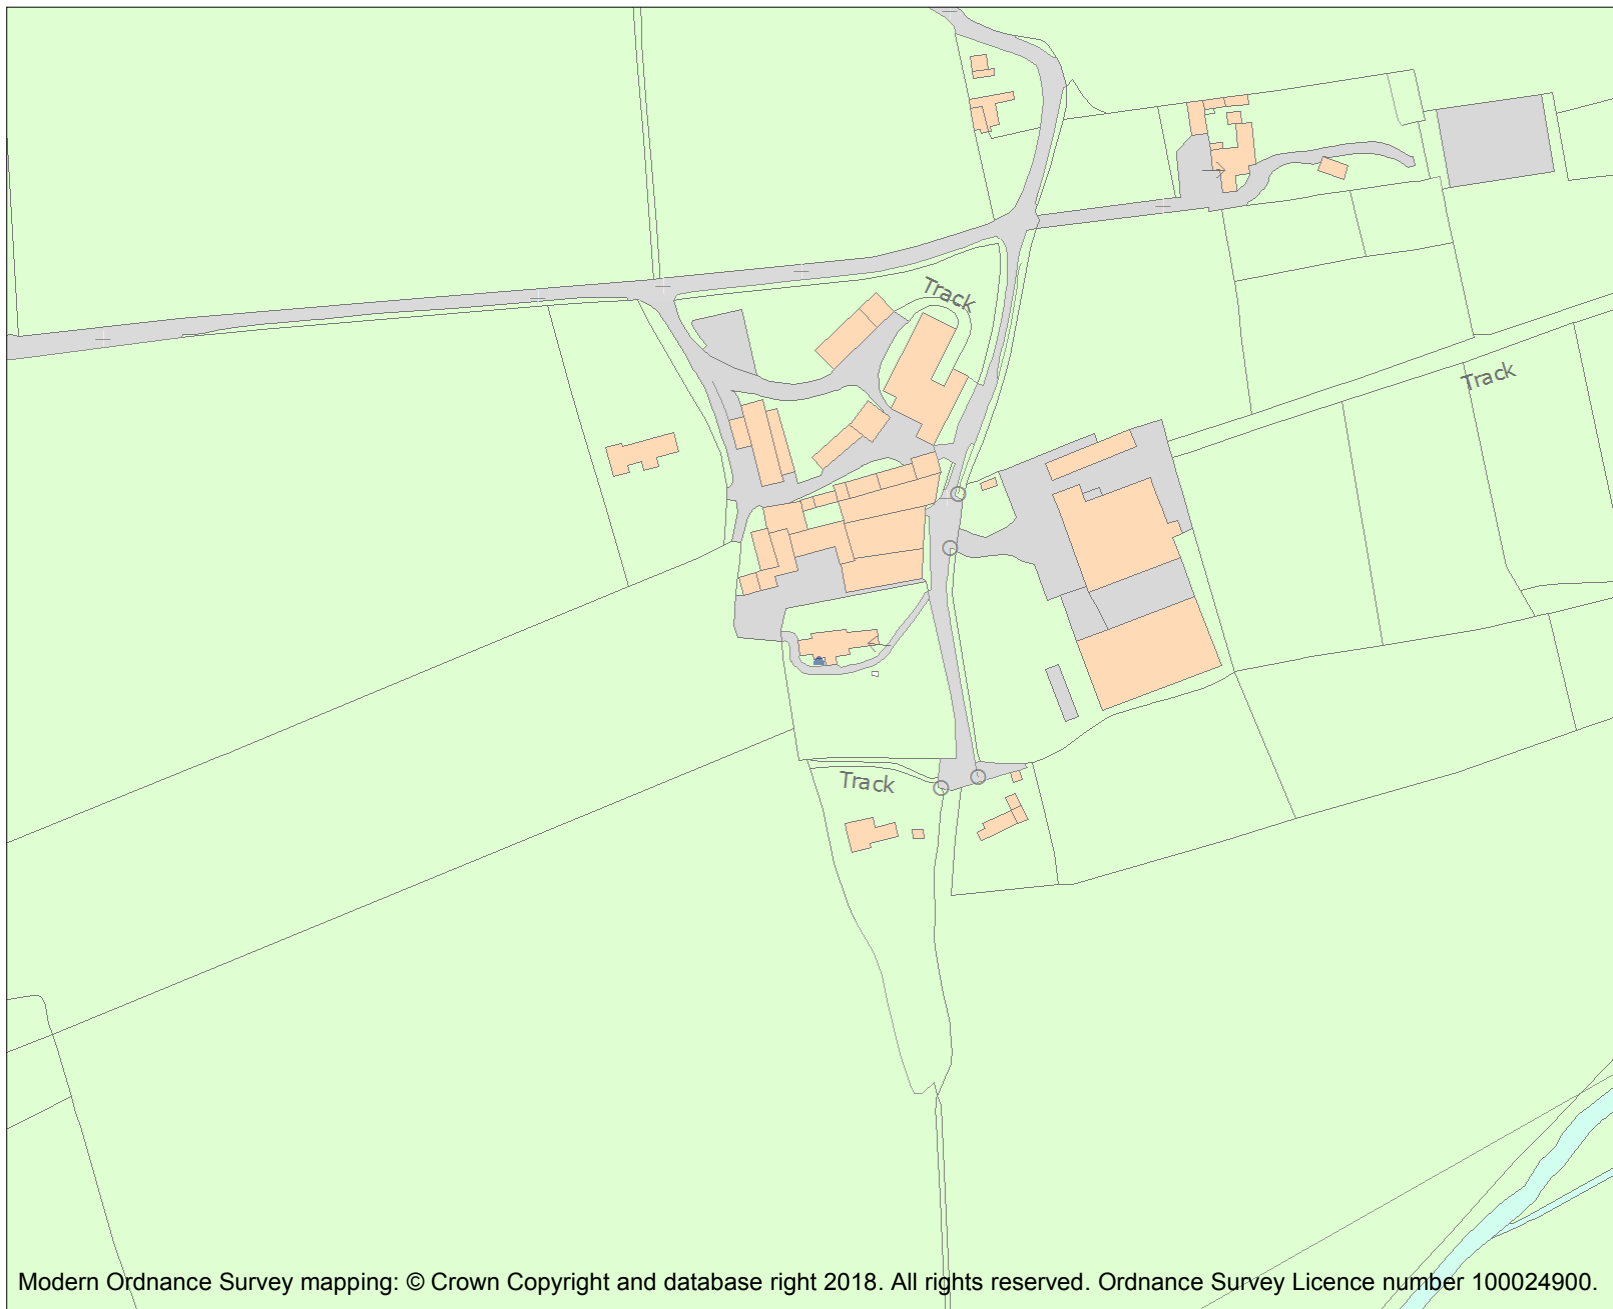 Track
Track
Track
Modern Ordnance Survey mapping: © Crown Copyright and database right 2018. All rights reserved. Ordnance Survey Licence number 100024900.